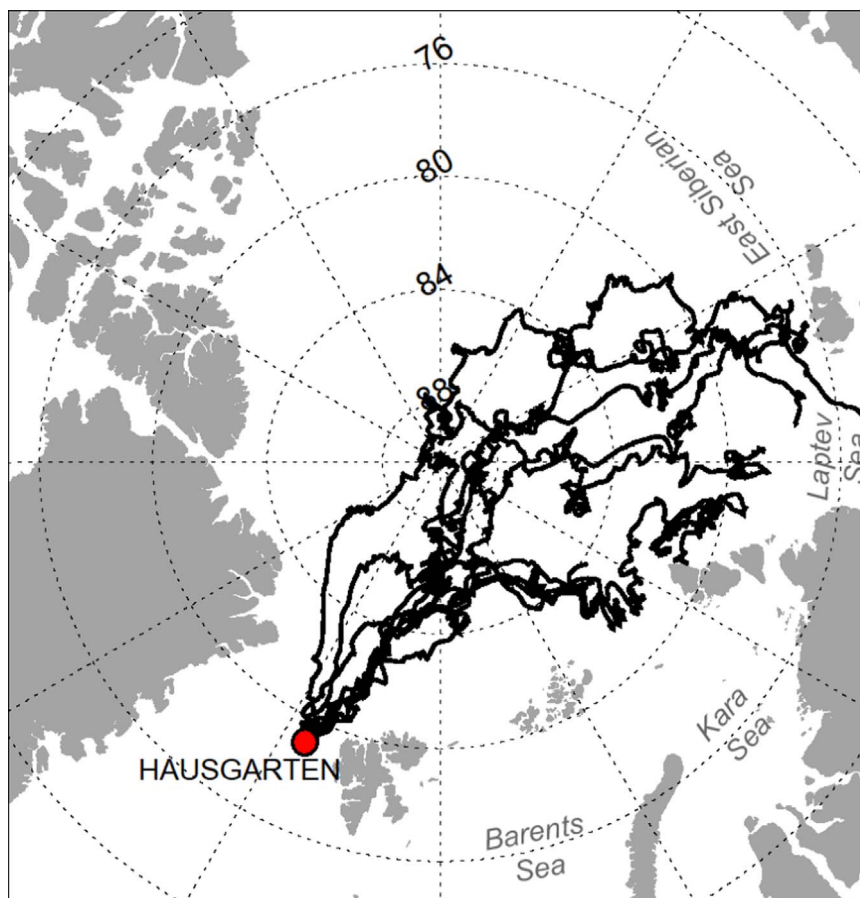 76
80
84
88
East Siberian
Sea
Laptev
Sea
Kara
Sea
HAUSGARTEN
Barents
Sea